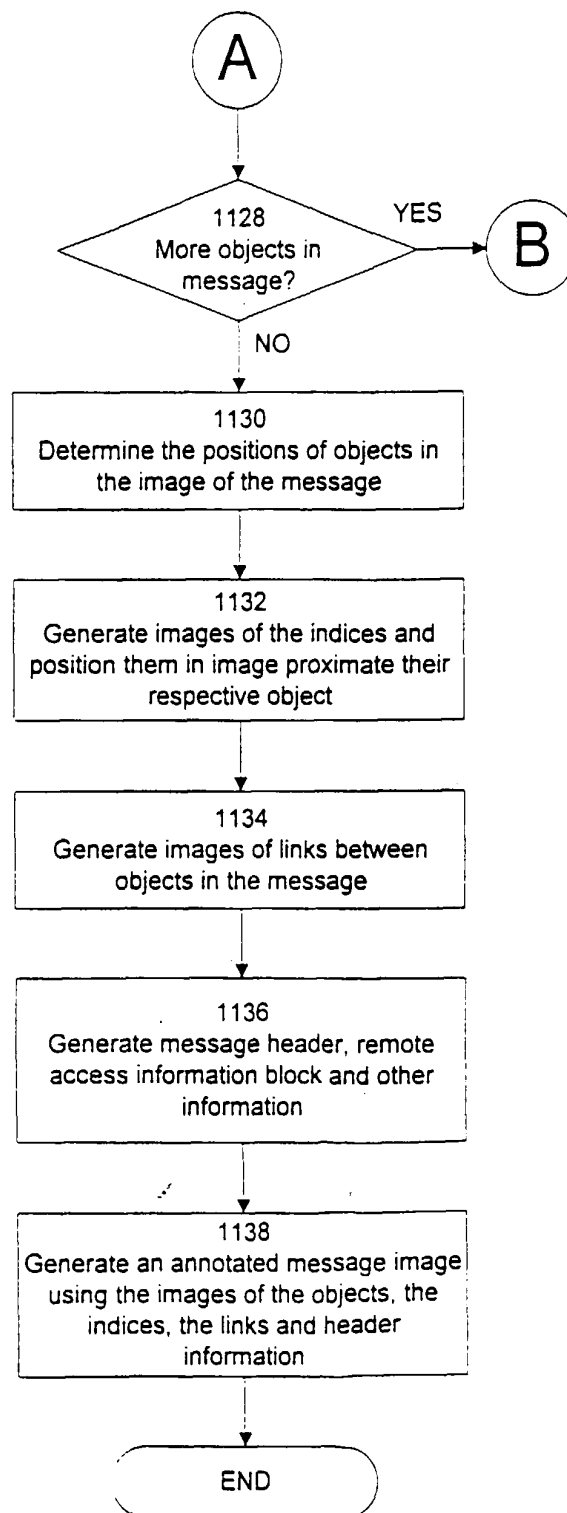 A
1128
More objects in
message?
YES
B
NO
1130
Determine the positions of objects in
the image of the message
1132
Generate images of the indices and
position them in image proximate their
respective object
1134
Generate images of links between
objects in the message
1136
Generate message header, remote
access information block and other
information
1138
Generate an annotated message image
using the images of the objects, the
indices, the links and header
information
END